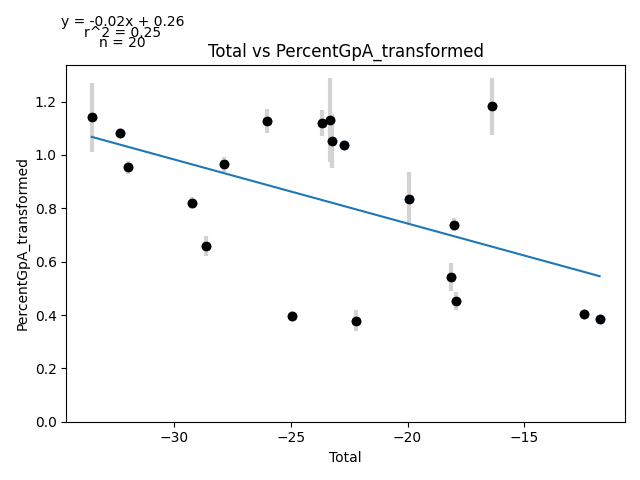 y = -0.02x + 0.26
r^2 = 0.25
n = 20
Total vs PercentGpA_transformed
PercentGpA_transformed
1.2
1.0
0.8
0.6
0.4
0.2
0.0
−30
−25
−20
−15
Total